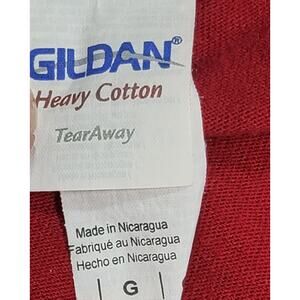 GILDAN®
Heavy Cotton
TearAway
Made in Nicaragua
Fabriqué au Nicaragua
Hecho en Nicaragua
G